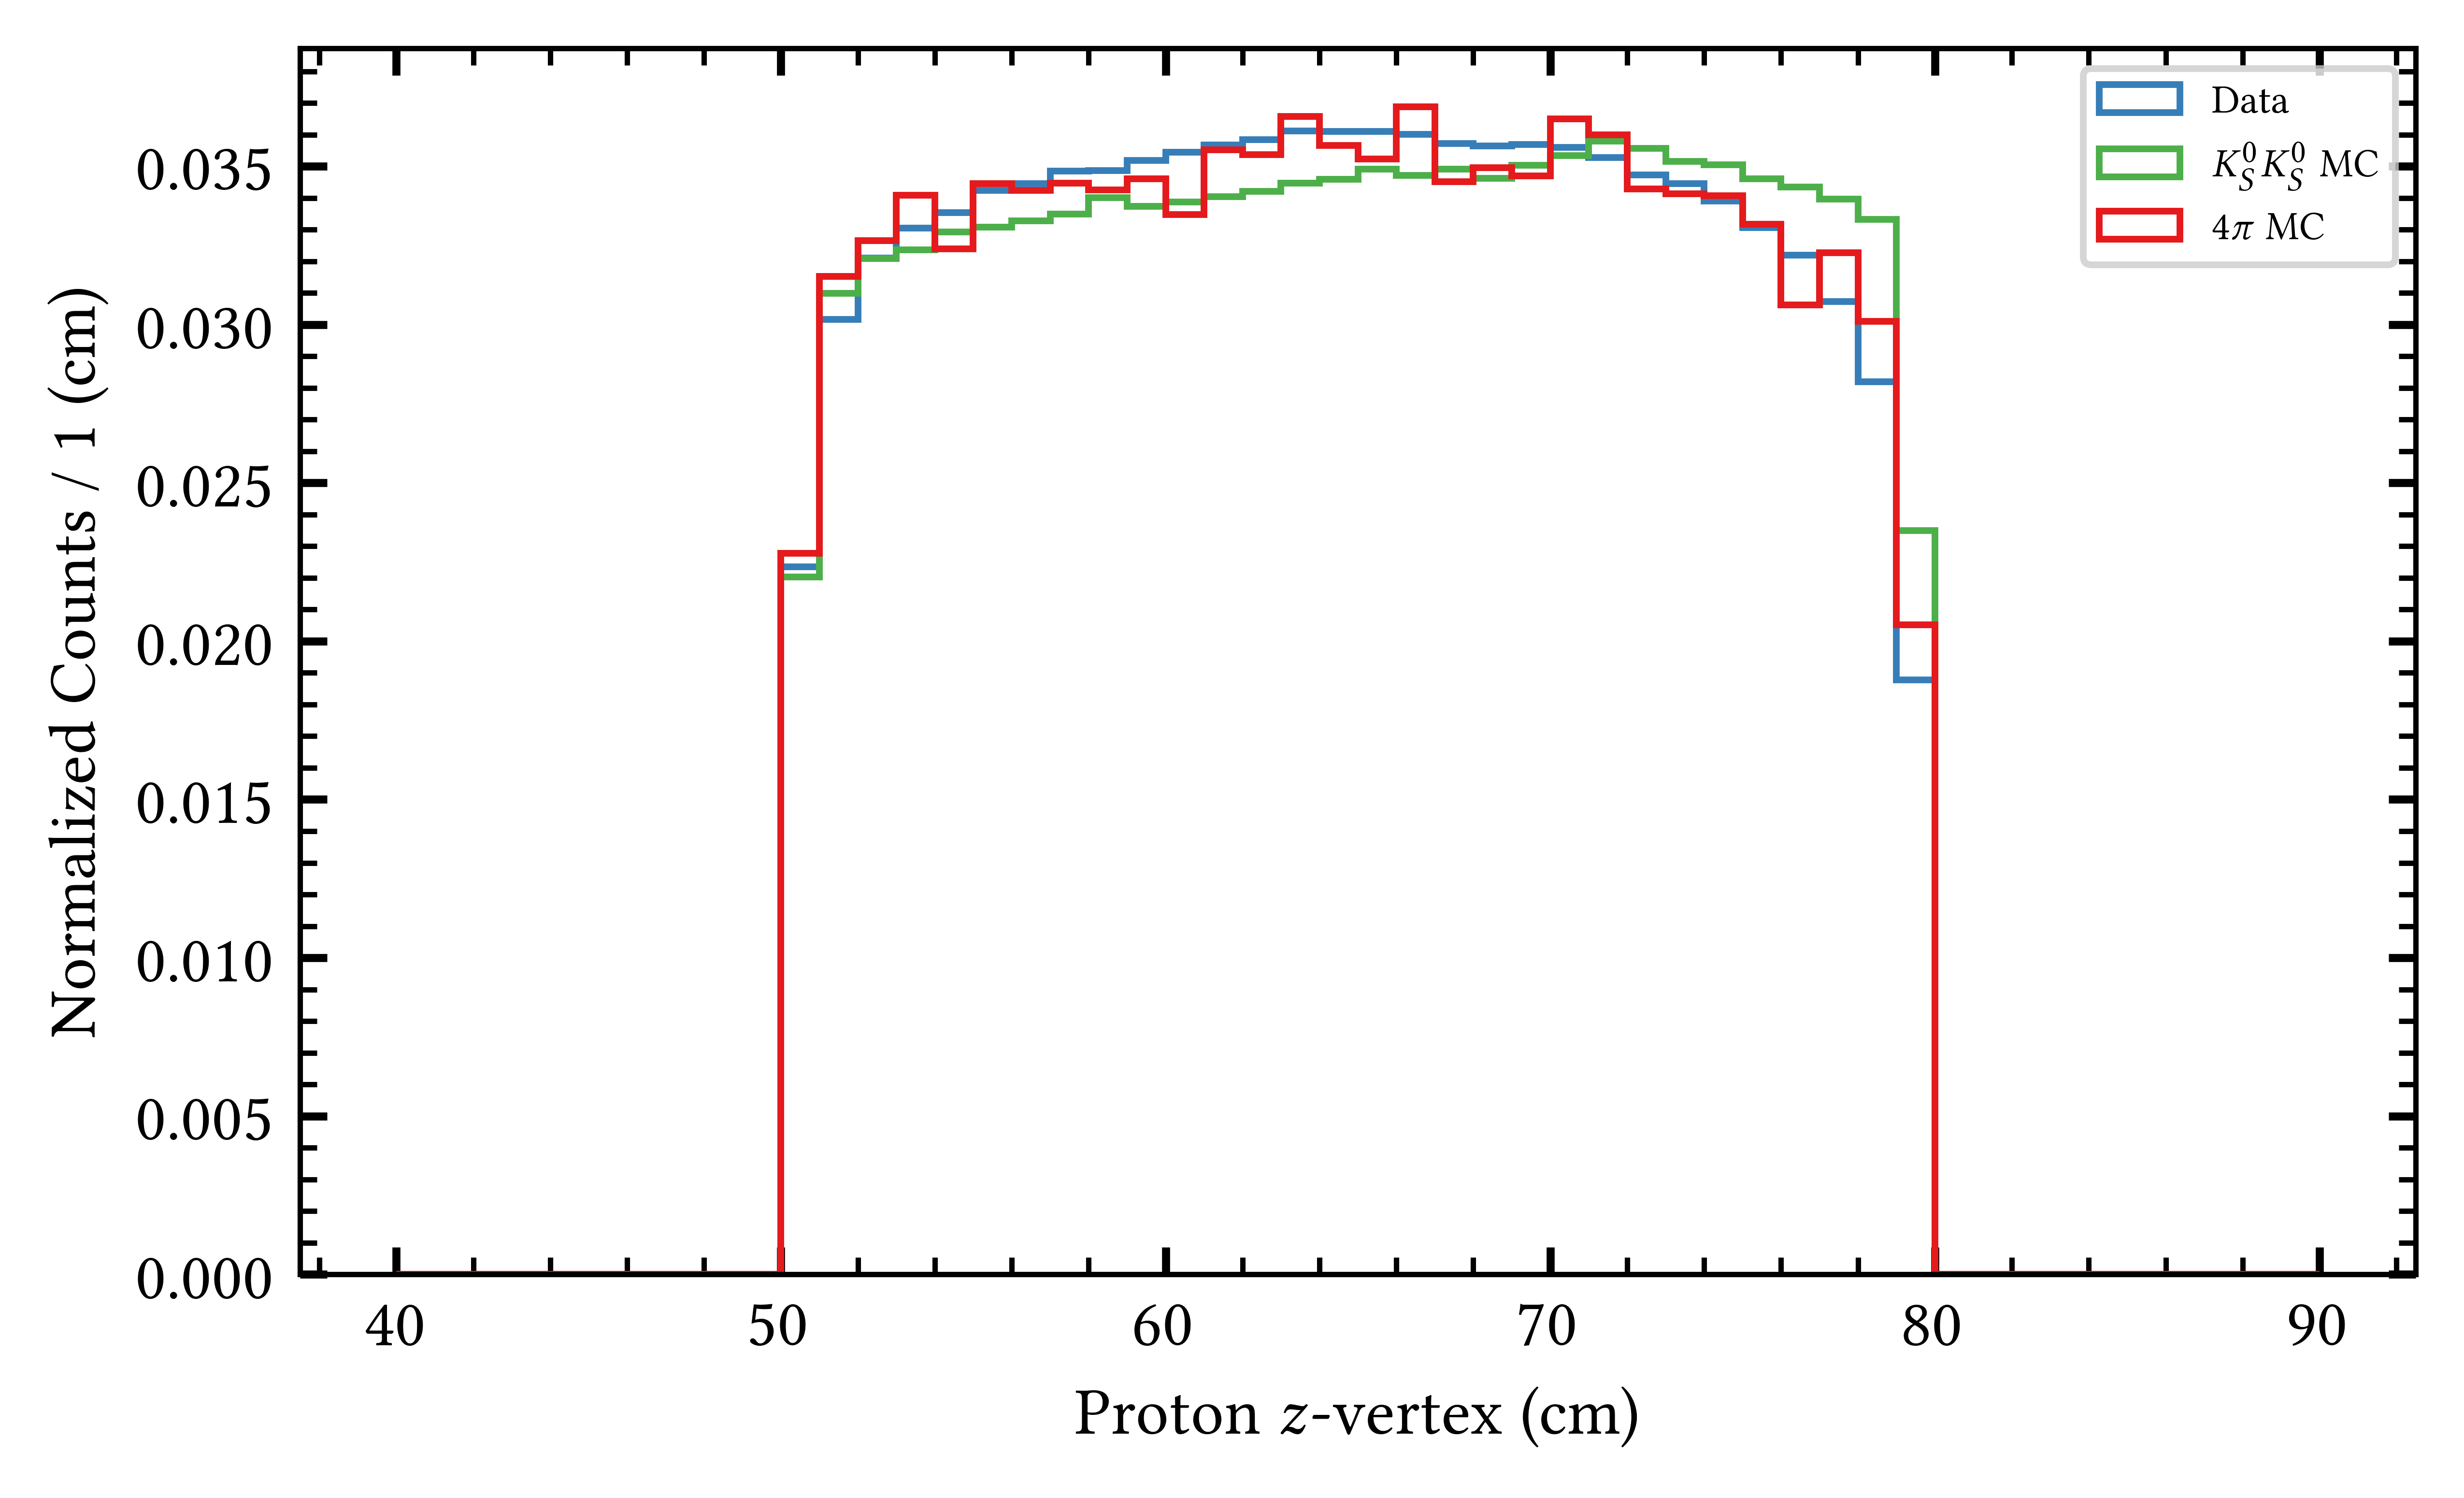 Data
$K_S^0 K_S^0$ MC
4π MC
Normalized Counts / 1 (cm)
0.035
0.030
0.025
0.020
0.015
0.010
0.005
0.000
40 50 60 70 80 90
Proton z-vertex (cm)